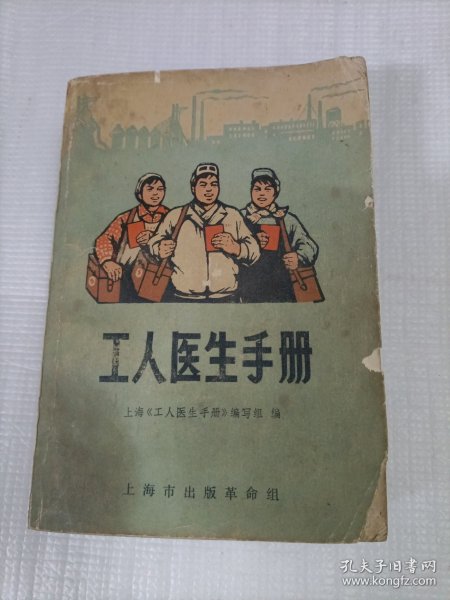 工人医生手册
上海《工人医生手册》编写组 编
上海市出版革命组
孔夫子旧书网
www.kongfz.com